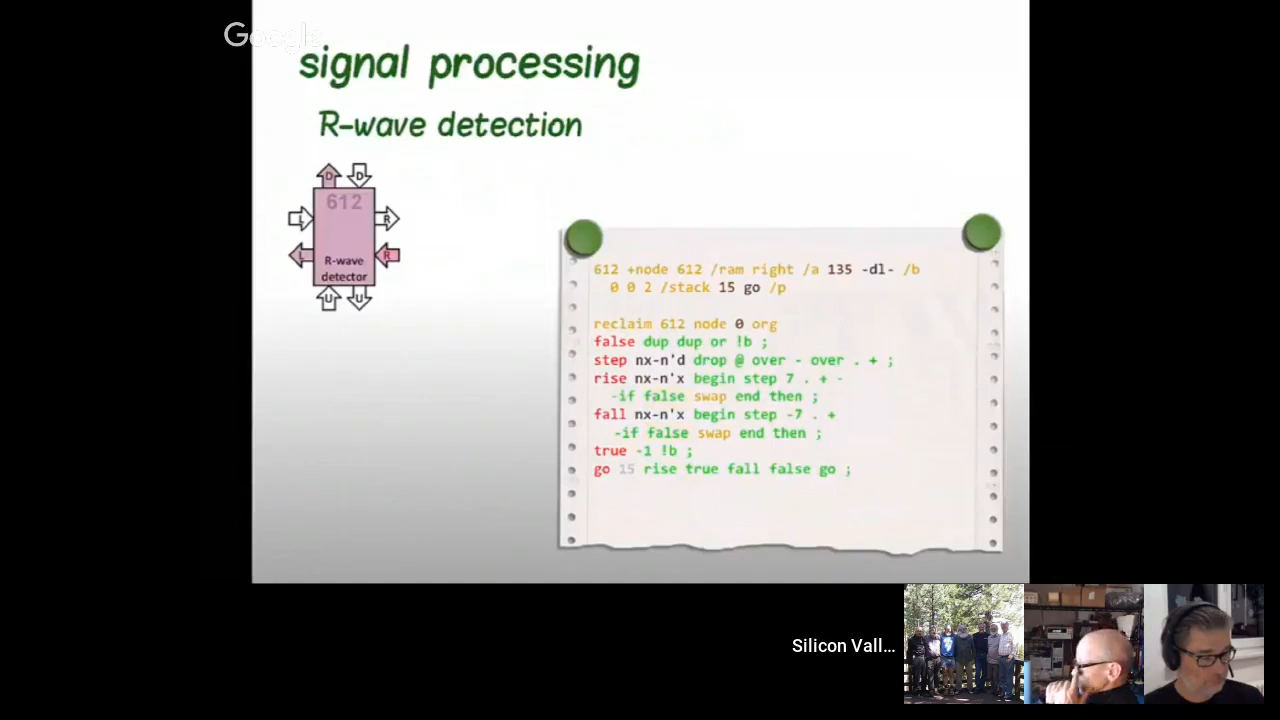 Google
signal processing
R-wave detection
D D
612
L R
R-wave
L R
detector
U U
612 +node 612 /ram right /a 135 -dl- /b
0 0 2 /stack 15 go /p
reclaim 612 node 0 org
false dup dup or !b ;
step nx-n'd drop @ over - over . + ;
rise nx-n'x begin step 7 . + -
-if false swap end then ;
fall nx-n'x begin step -7 . +
-if false swap end then ;
true -1 !b ;
go 15 rise true fall false go ;
Silicon Vall...